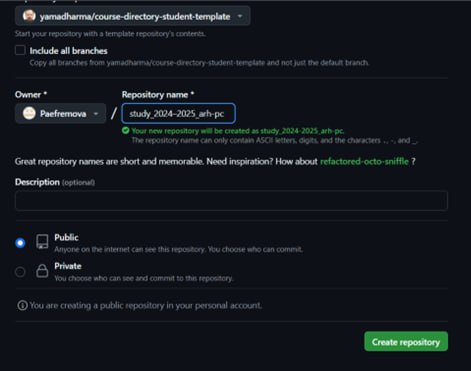 yamadharma/course-directory-student-template
Start your repository with a template repository's contents.
Include all branches
Copy all branches from yamadharma/course-directory-student-template and not just the default branch.
Owner * Repository name *
Paefremova / study_2024–2025_arh-pc
Your new repository will be created as study_2024-2025_arh-pc.
The repository name can only contain ASCII letters, digits, and the characters ., -, and _.
Great repository names are short and memorable. Need inspiration? How about refactored-octo-sniffle ?
Description (optional)
Public
Anyone on the internet can see this repository. You choose who can commit.
Private
You choose who can see and commit to this repository.
You are creating a public repository in your personal account.
Create repository